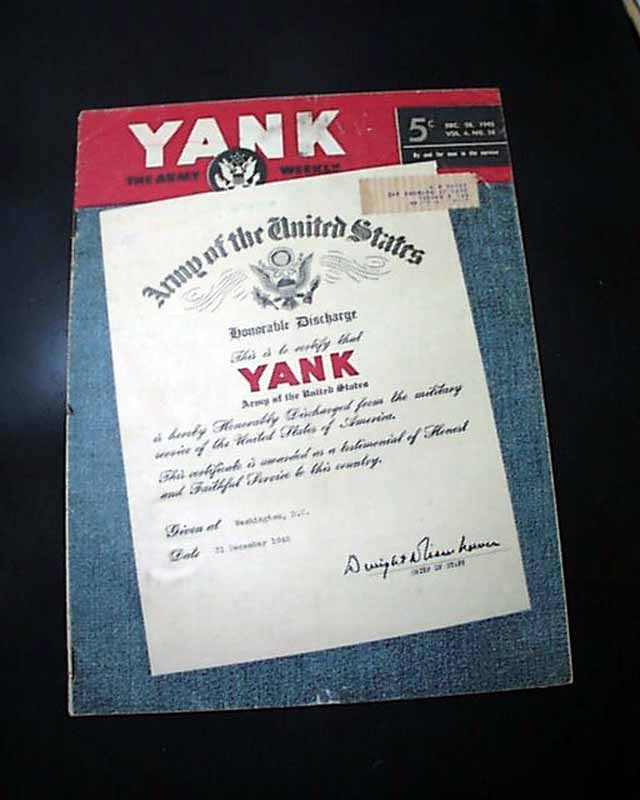 YANK
THE ARMY WEEKLY
5¢
DEC. 28, 1945
VOL. 4, NO. 28
By and for men in the service
Army of the United States
Honorable Discharge
This is to certify that
YANK
Army of the United States
is hereby Honorably Discharged from the military
service of the United States of America.
This certificate is awarded as a testimonial of Honest
and Faithful Service to this country.
Given at Washington, D.C.
Date 31 December 1945
Dwight D Eisenhower
CHIEF OF STAFF